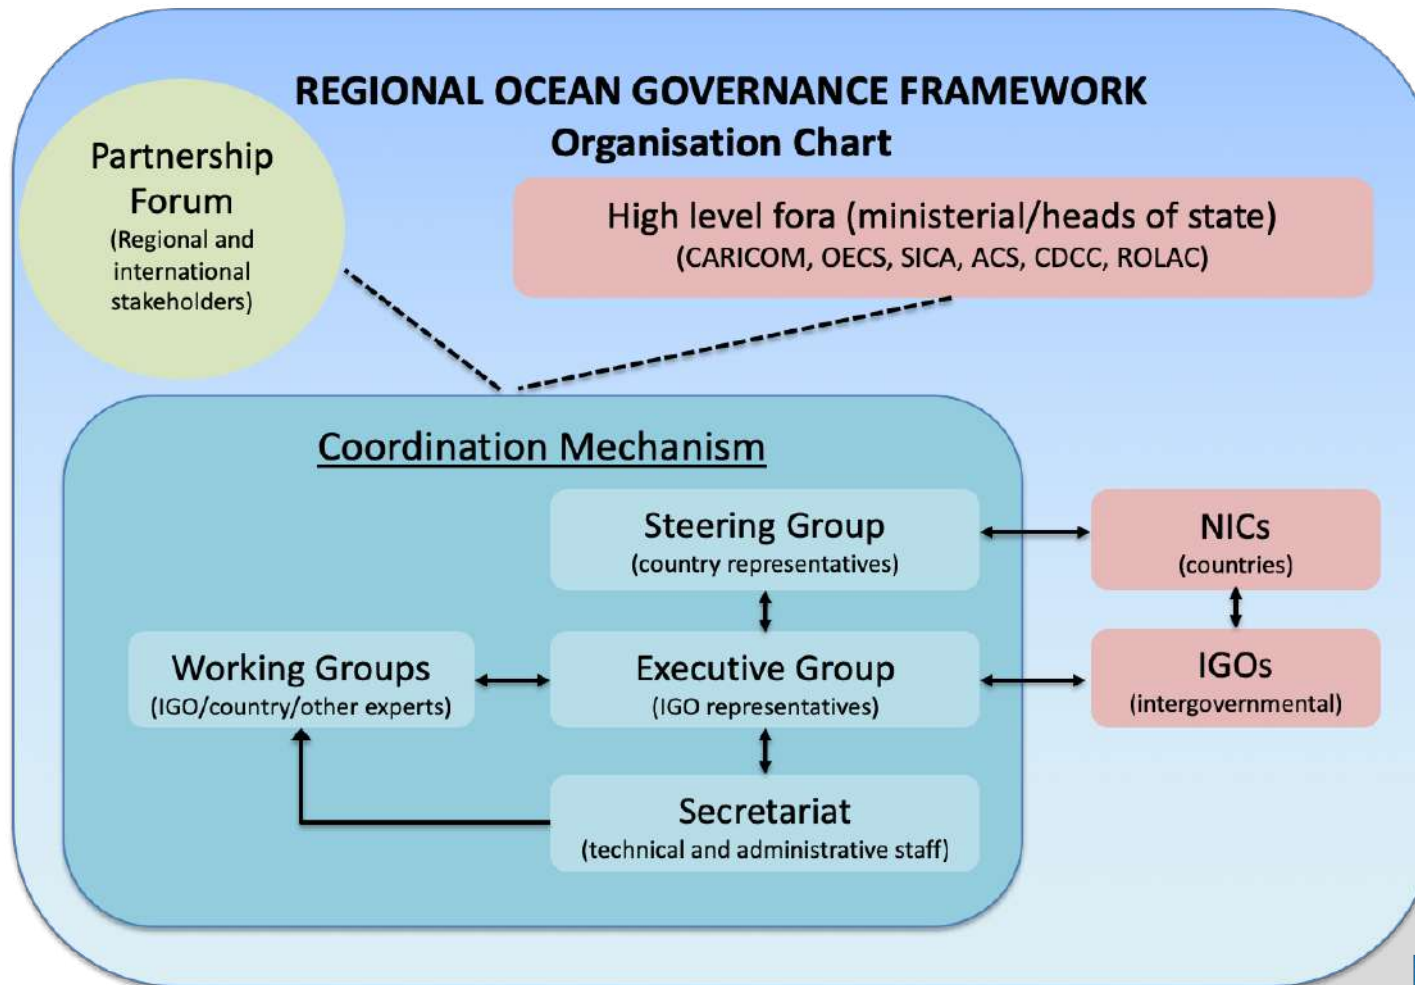 REGIONAL OCEAN GOVERNANCE FRAMEWORK
Organisation Chart
Partnership
Forum
(Regional and
international
stakeholders)
High level fora (ministerial/heads of state)
(CARICOM, OECS, SICA, ACS, CDCC, ROLAC)
Coordination Mechanism
Steering Group
(country representatives)
NICs
(countries)
Working Groups
(IGO/country/other experts)
Executive Group
(IGO representatives)
IGOs
(intergovernmental)
Secretariat
(technical and administrative staff)